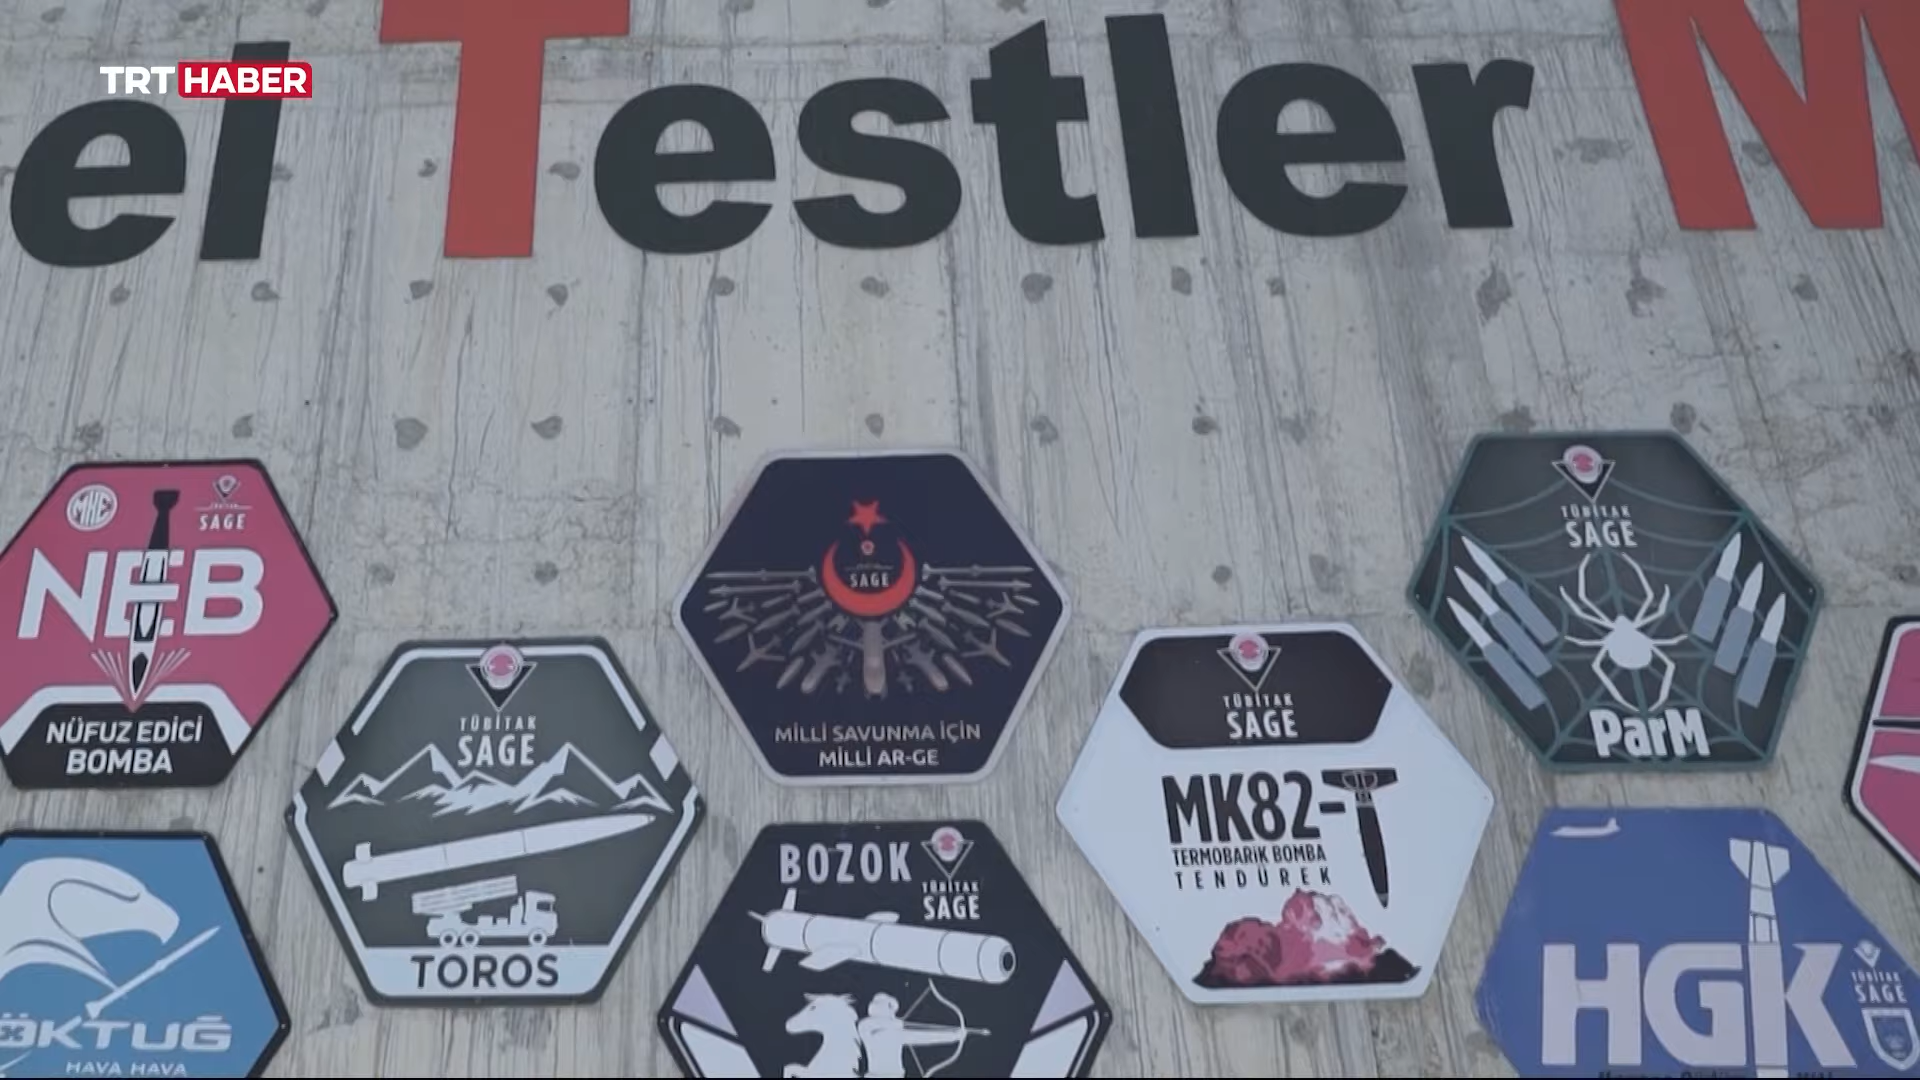 TRT HABER
el Testler M
MKE
SAGE
NEB
NÜFUZ EDİCİ
BOMBA
TÜBİTAK
SAGE
TOROS
SAGE
MİLLİ SAVUNMA İÇİN
MİLLİ AR-GE
TÜBİTAK
SAGE
MK82-T
TERMOBARİK BOMBA
TENDÜREK
TÜBİTAK
SAGE
ParM
ÖKTUĞ
HAVA HAVA
BOZOK
TÜBİTAK
SAGE
HGK
TÜBİTAK
SAGE